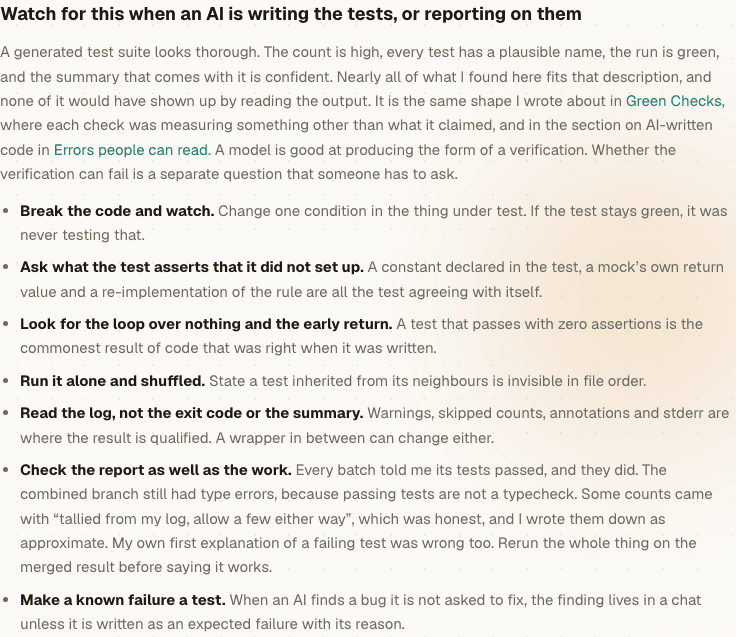 Watch for this when an AI is writing the tests, or reporting on them
A generated test suite looks thorough. The count is high, every test has a plausible name, the run is green,
and the summary that comes with it is confident. Nearly all of what I found here fits that description, and
none of it would have shown up by reading the output. It is the same shape I wrote about in Green Checks,
where each check was measuring something other than what it claimed, and in the section on AI-written
code in Errors people can read. A model is good at producing the form of a verification. Whether the
verification can fail is a separate question that someone has to ask.
• Break the code and watch. Change one condition in the thing under test. If the test stays green, it was
never testing that.
• Ask what the test asserts that it did not set up. A constant declared in the test, a mock's own return
value and a re-implementation of the rule are all the test agreeing with itself.
• Look for the loop over nothing and the early return. A test that passes with zero assertions is the
commonest result of code that was right when it was written.
• Run it alone and shuffled. State a test inherited from its neighbours is invisible in file order.
• Read the log, not the exit code or the summary. Warnings, skipped counts, annotations and stderr are
where the result is qualified. A wrapper in between can change either.
• Check the report as well as the work. Every batch told me its tests passed, and they did. The
combined branch still had type errors, because passing tests are not a typecheck. Some counts came
with “tallied from my log, allow a few either way”, which was honest, and I wrote them down as
approximate. My own first explanation of a failing test was wrong too. Rerun the whole thing on the
merged result before saying it works.
• Make a known failure a test. When an AI finds a bug it is not asked to fix, the finding lives in a chat
unless it is written as an expected failure with its reason.